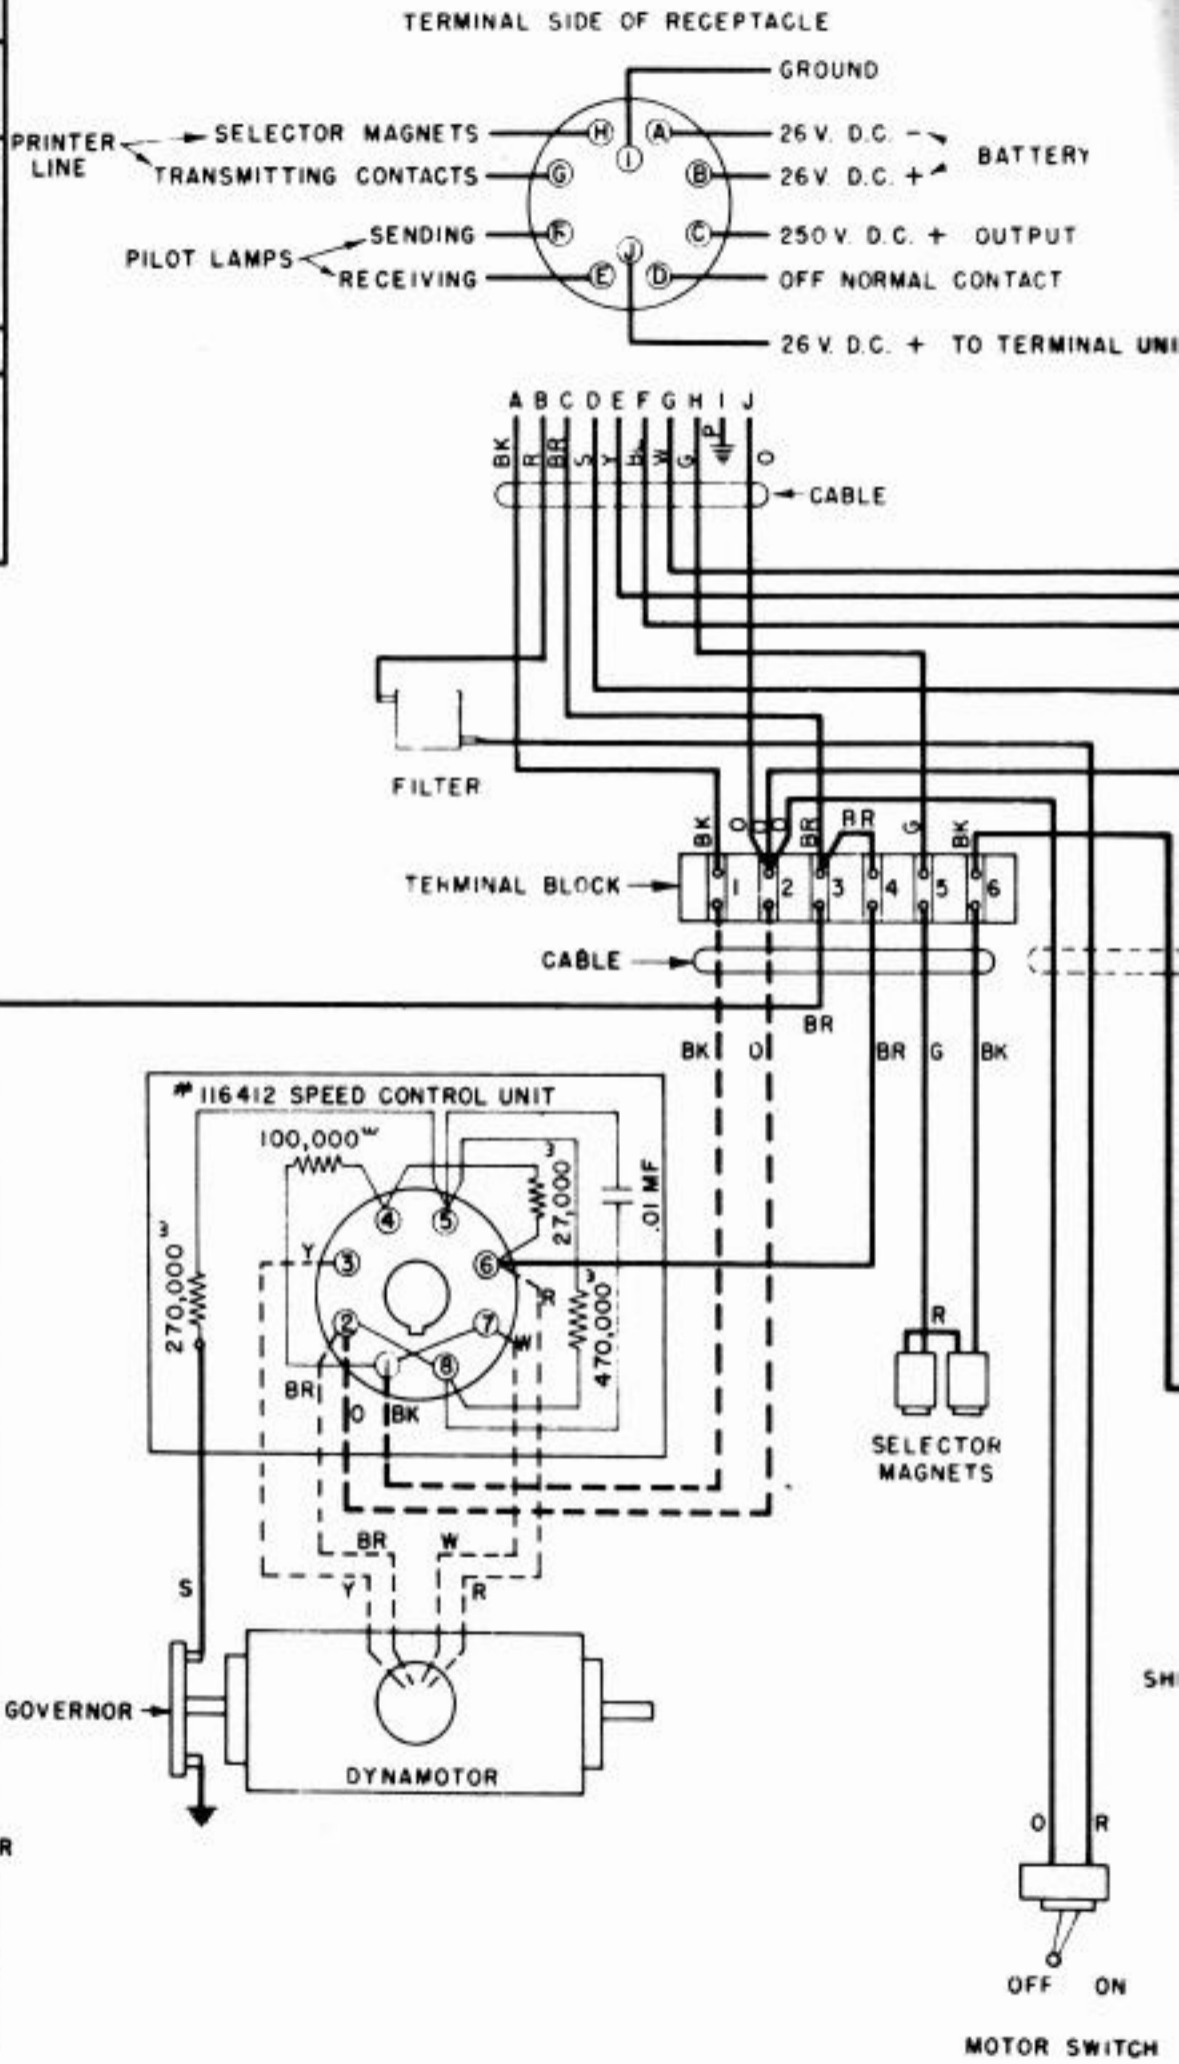 TERMINAL SIDE OF RECEPTACLE
GROUND
PRINTER LINE
SELECTOR MAGNETS
H
A
26 V. D.C. -
BATTERY
I
TRANSMITTING CONTACTS
G
B
26 V. D.C. +
PILOT LAMPS
SENDING
F
C
250 V. D.C. + OUTPUT
J
RECEIVING
E
D
OFF NORMAL CONTACT
26 V. D.C. + TO TERMINAL UNI
A B C D E F G H I J
BK R BR S Y BL W G P O
CABLE
FILTER
BK O O O BR BR G BK
TERMINAL BLOCK
1 2 3 4 5 6
CABLE
BR
BK O BR G BK
# 116412 SPEED CONTROL UNIT
100,000 ω
27,000 ω
.01 MF
270,000 ω
470,000 ω
4 5
Y 3 6
R
2 7 W
8
BR O BK
R
SELECTOR
MAGNETS
BR W
Y R
S
GOVERNOR
DYNAMOTOR
SH
R
O R
OFF ON
MOTOR SWITCH